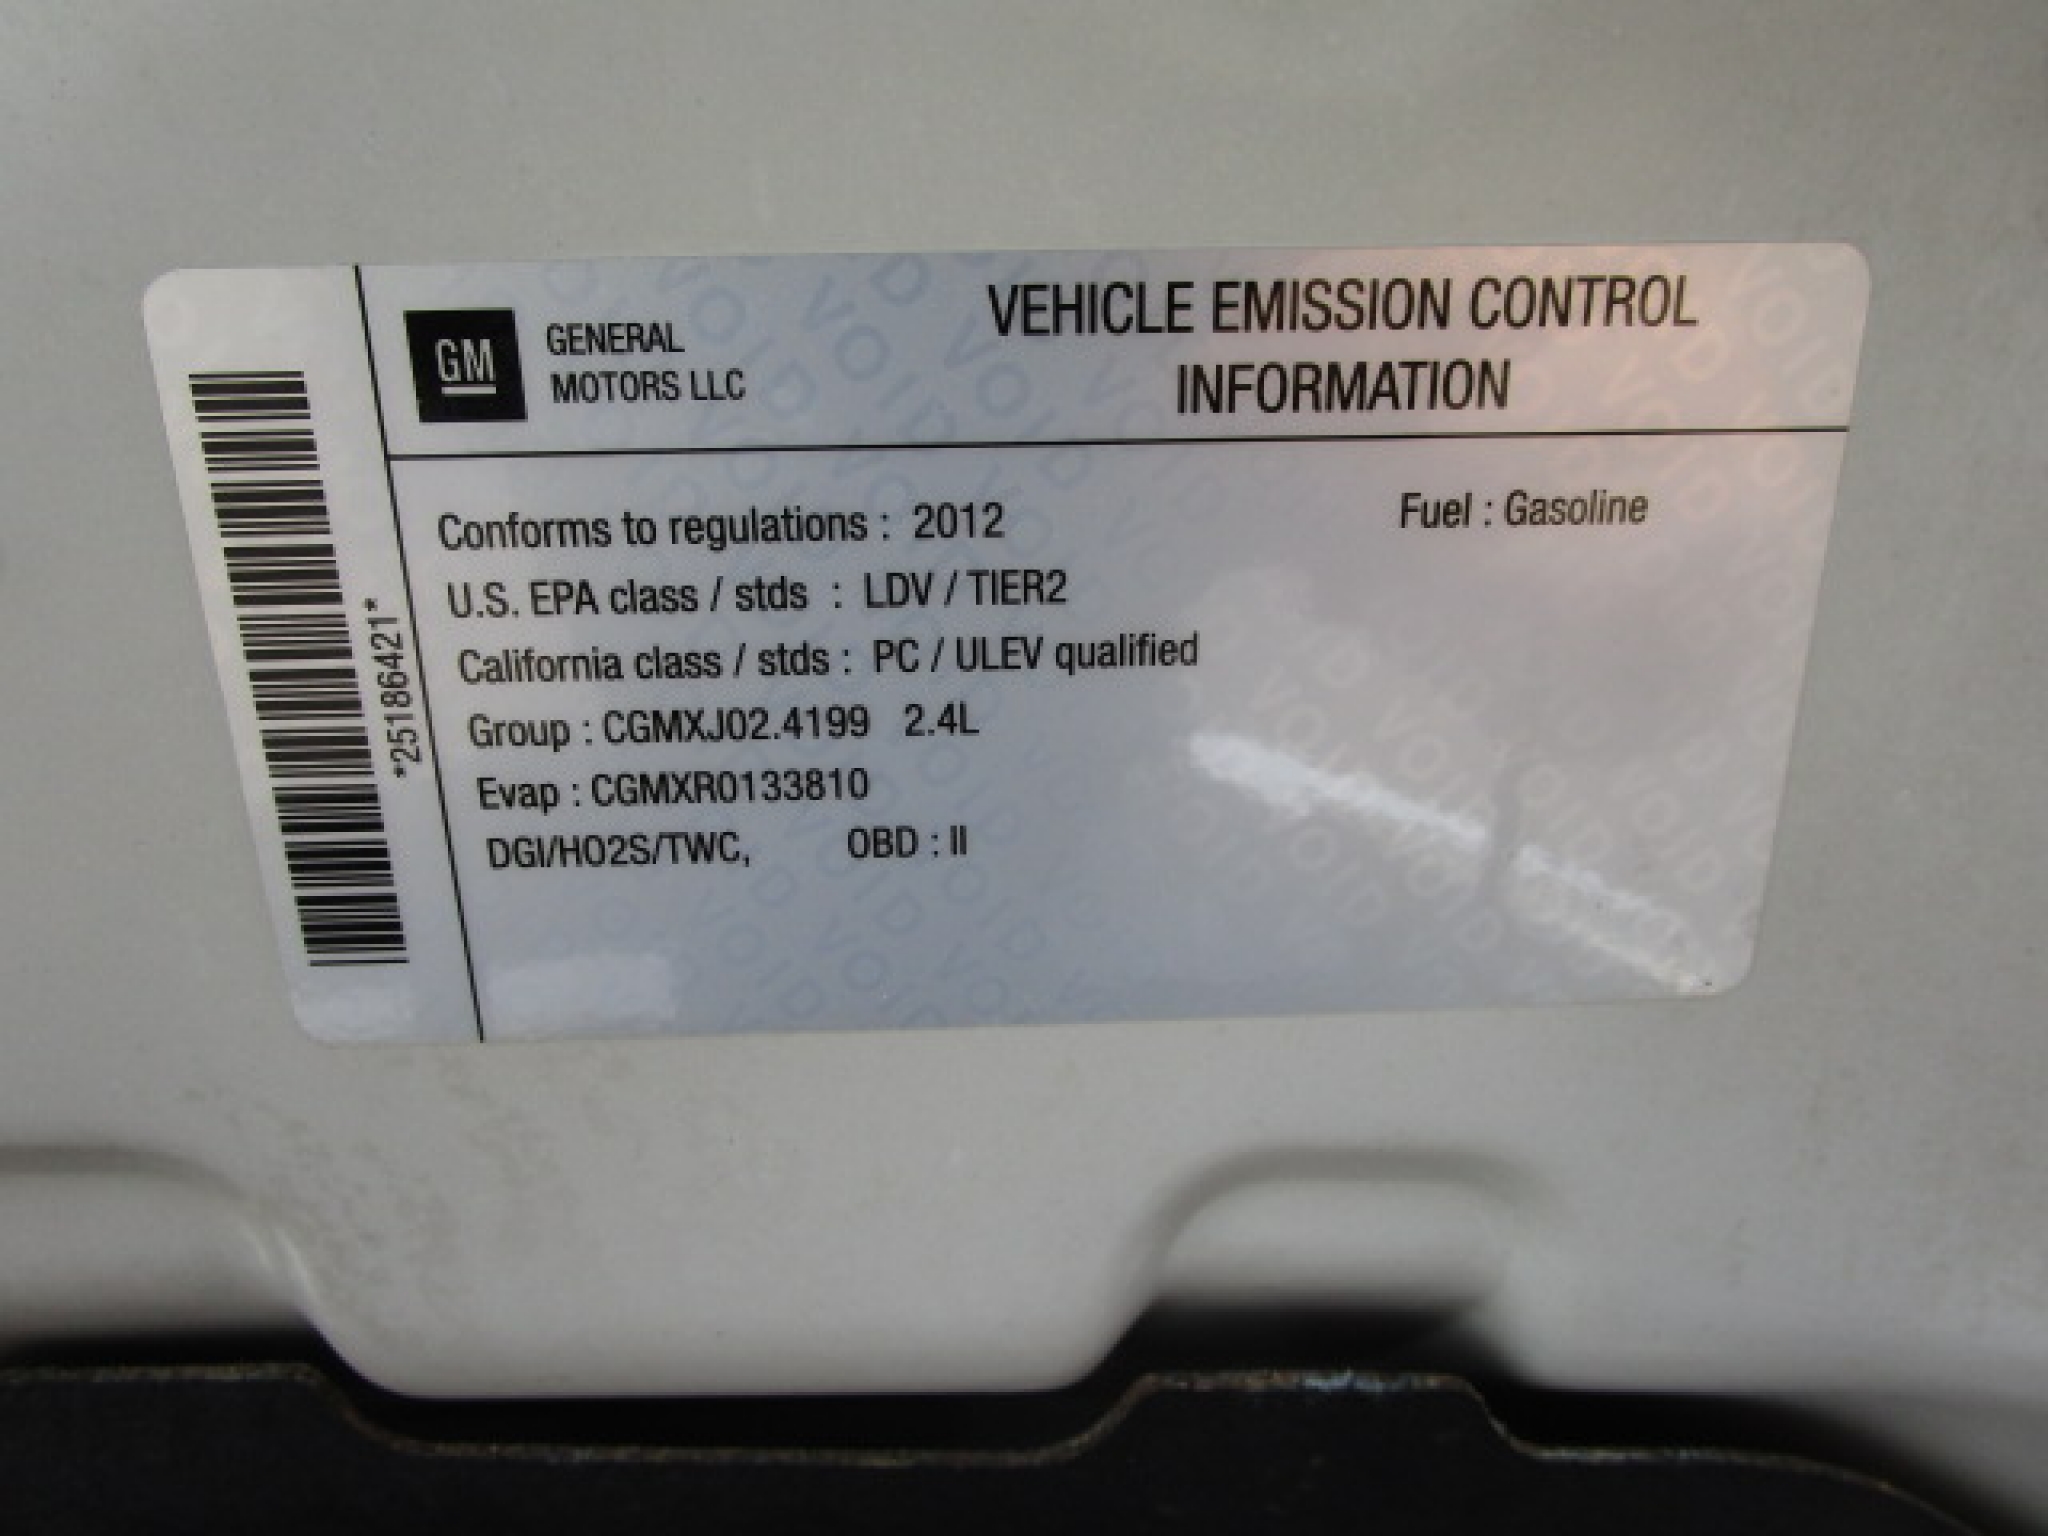 GM
GENERAL
MOTORS LLC
VEHICLE EMISSION CONTROL
INFORMATION
*25186421*
Conforms to regulations : 2012
Fuel : Gasoline
U.S. EPA class / stds : LDV / TIER2
California class / stds : PC / ULEV qualified
Group : CGMXJ02.4199 2.4L
Evap : CGMXR0133810
DGI/HO2S/TWC, OBD : II
VOID